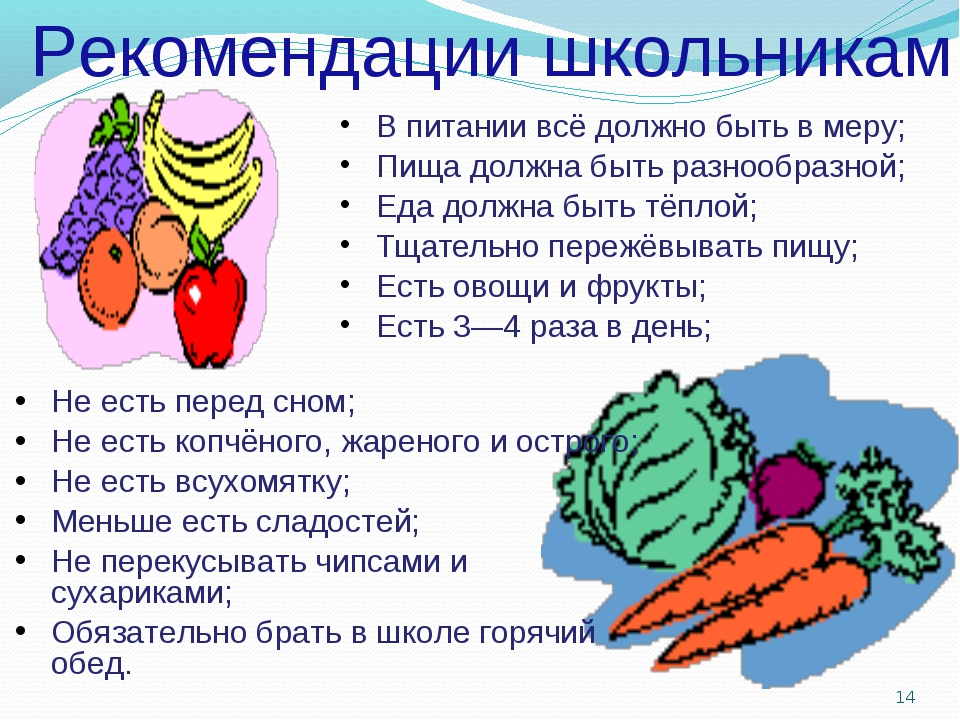 Рекомендации школьникам
• В питании всё должно быть в меру;
• Пища должна быть разнообразной;
• Еда должна быть тёплой;
• Тщательно пережёвывать пищу;
• Есть овощи и фрукты;
• Есть 3—4 раза в день;
• Не есть перед сном;
• Не есть копчёного, жареного и острого;
• Не есть всухомятку;
• Меньше есть сладостей;
• Не перекусывать чипсами и
сухариками;
• Обязательно брать в школе горячий
обед.
14